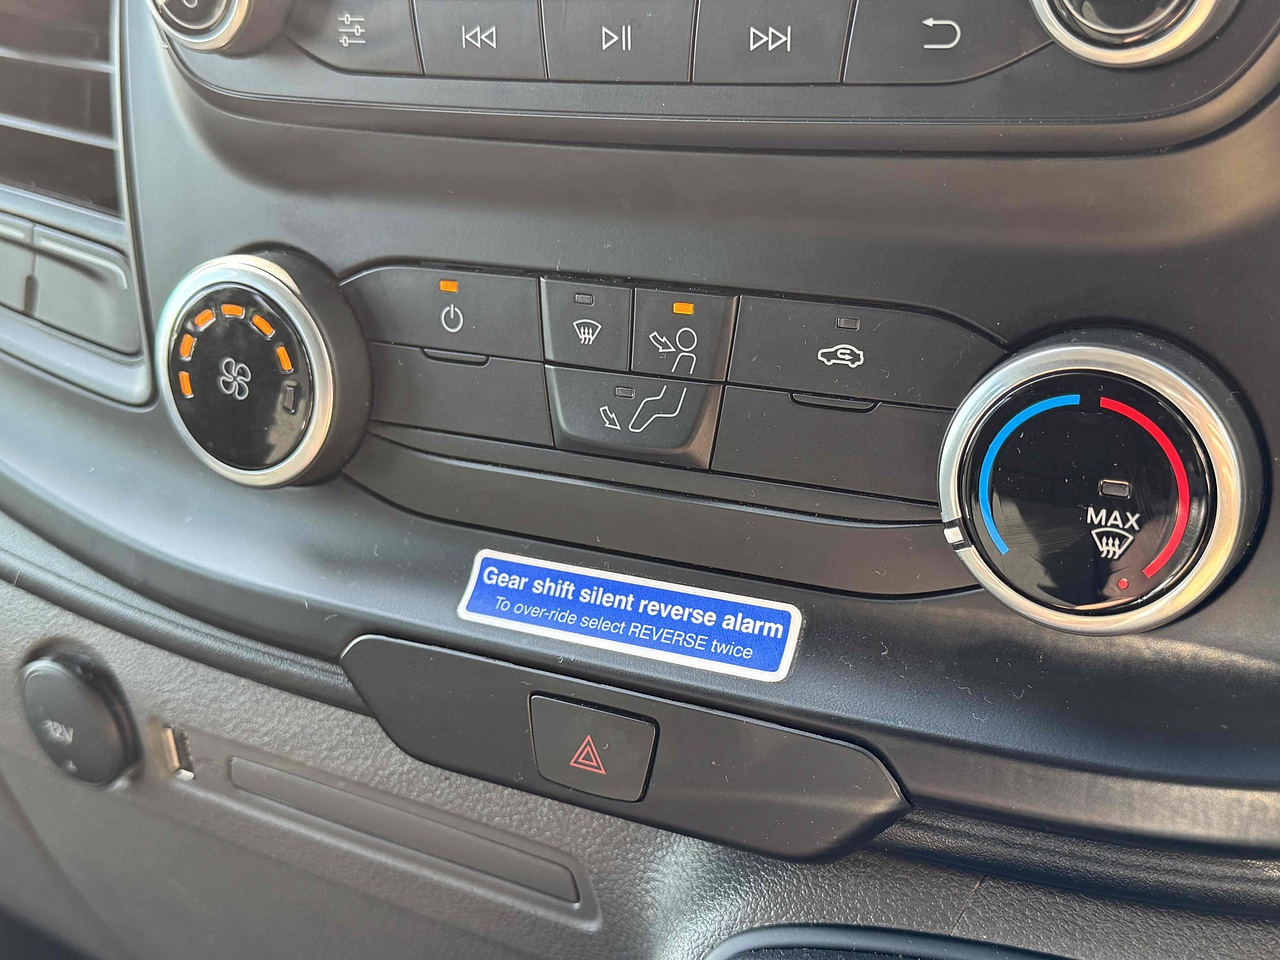 MAX
Gear shift silent reverse alarm
To over-ride select REVERSE twice
12V